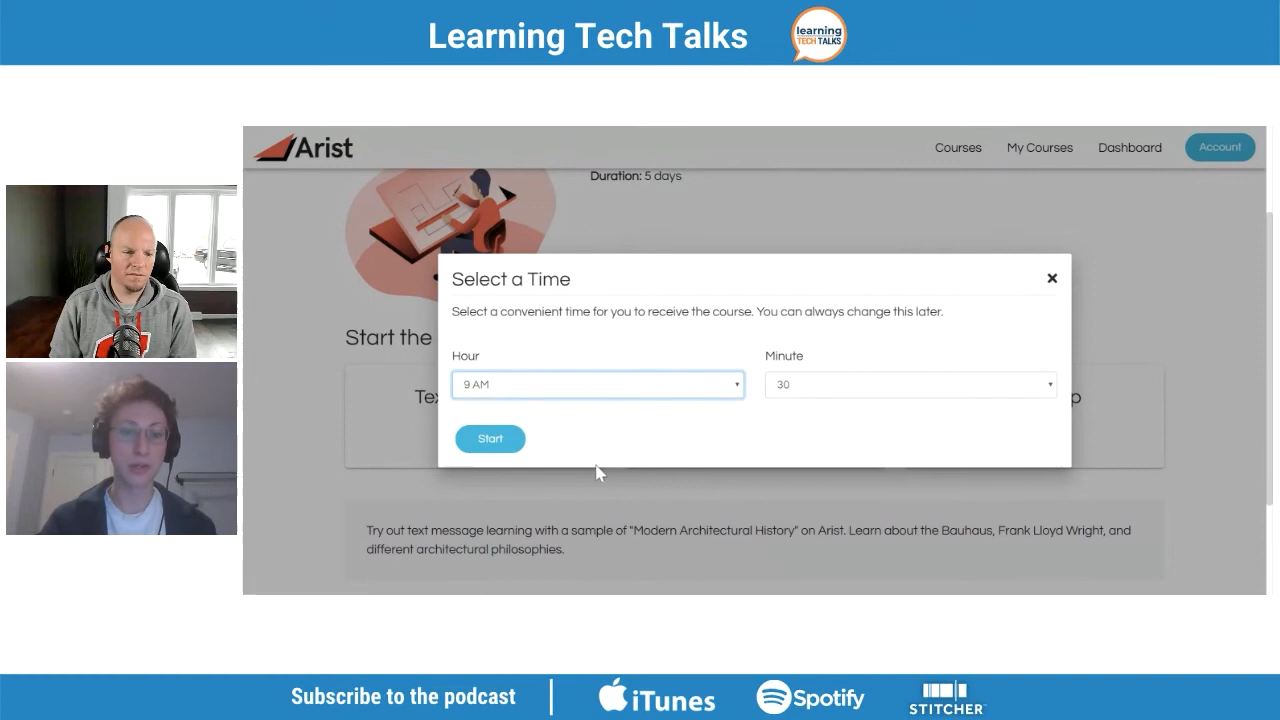 Learning Tech Talks
learning
TECH TALKS
Arist
Courses
My Courses
Dashboard
Account
Duration: 5 days
Select a Time
Select a convenient time for you to receive the course. You can always change this later.
Hour
Minute
9 AM
30
Start
Start the
Try out text message learning with a sample of "Modern Architectural History" on Arist. Learn about the Bauhaus, Frank Lloyd Wright, and
different architectural philosophies.
Subscribe to the podcast
iTunes
Spotify
STITCHER